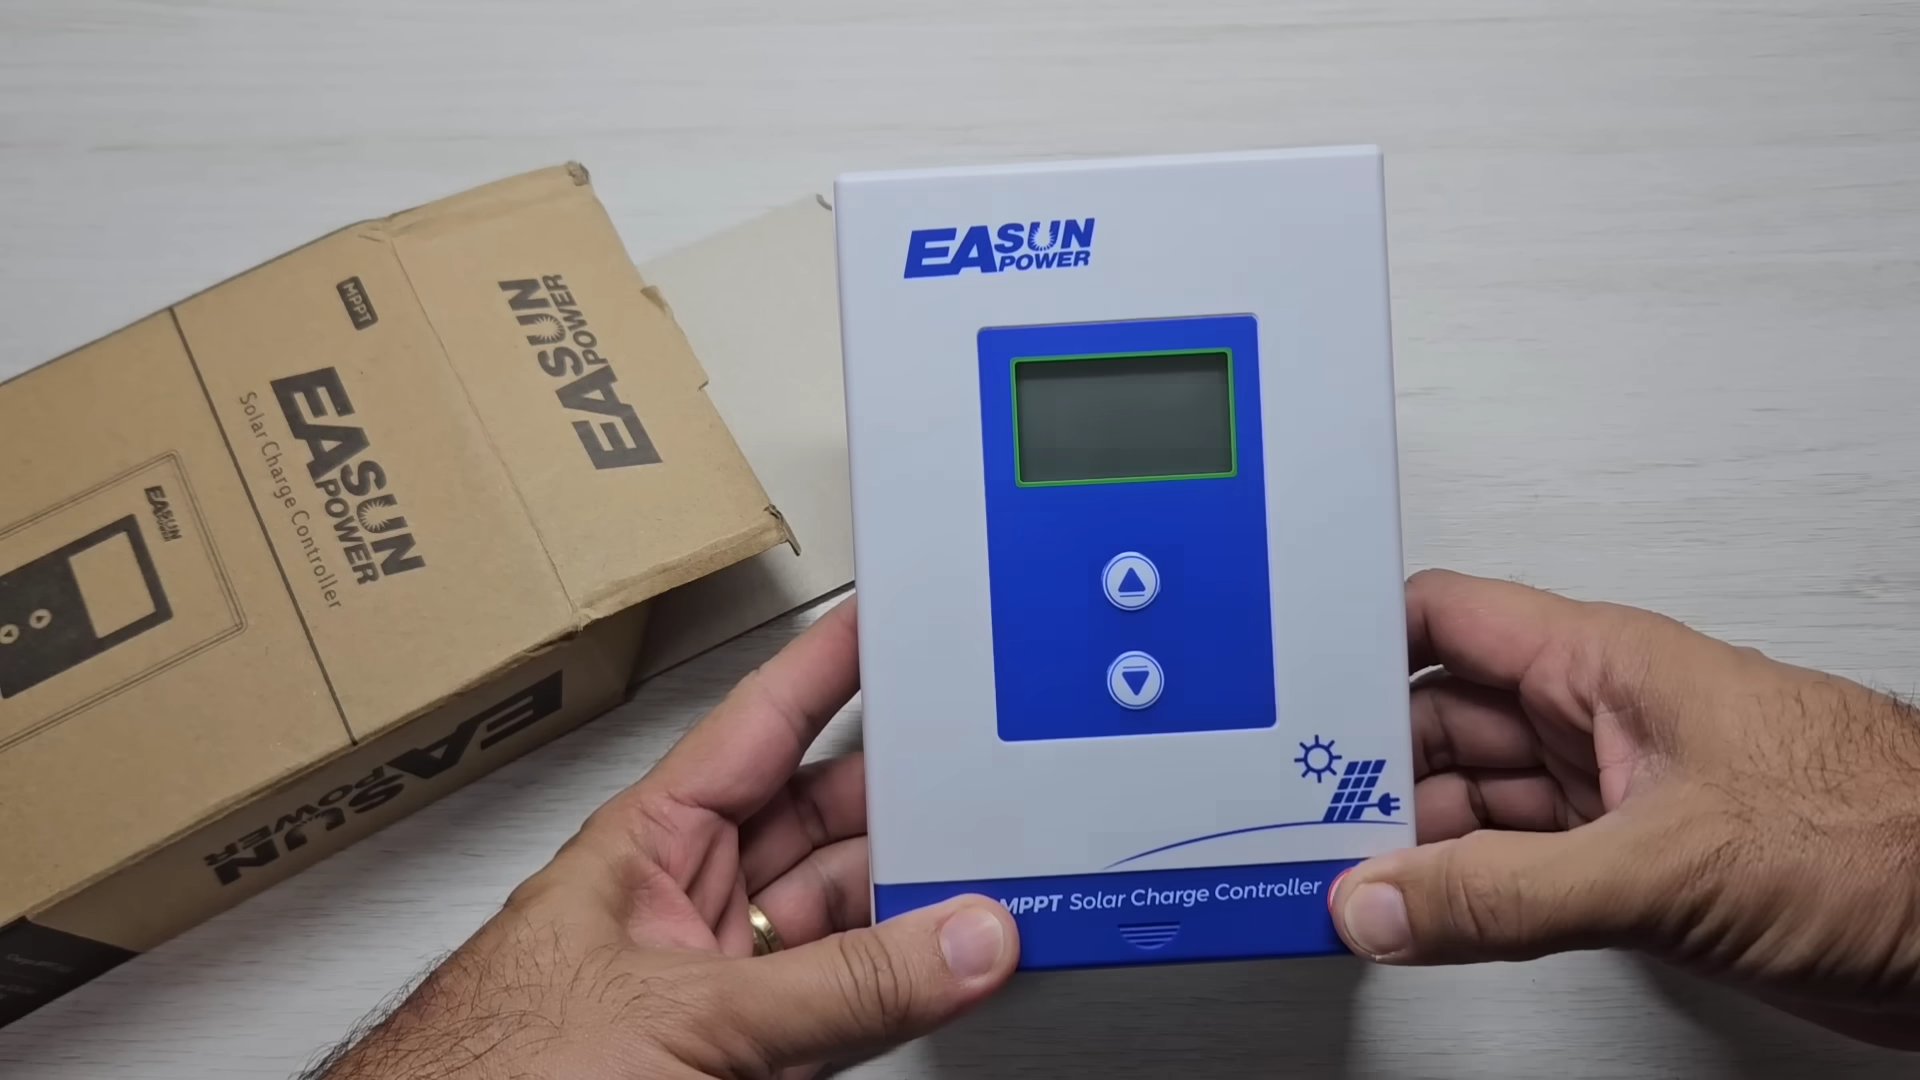 MPPT
EASUN
POWER
Solar Charge Controller
EASUN
POWER
EASUN
POWER
EASUN
POWER
EASUN
POWER
MPPT Solar Charge Controller